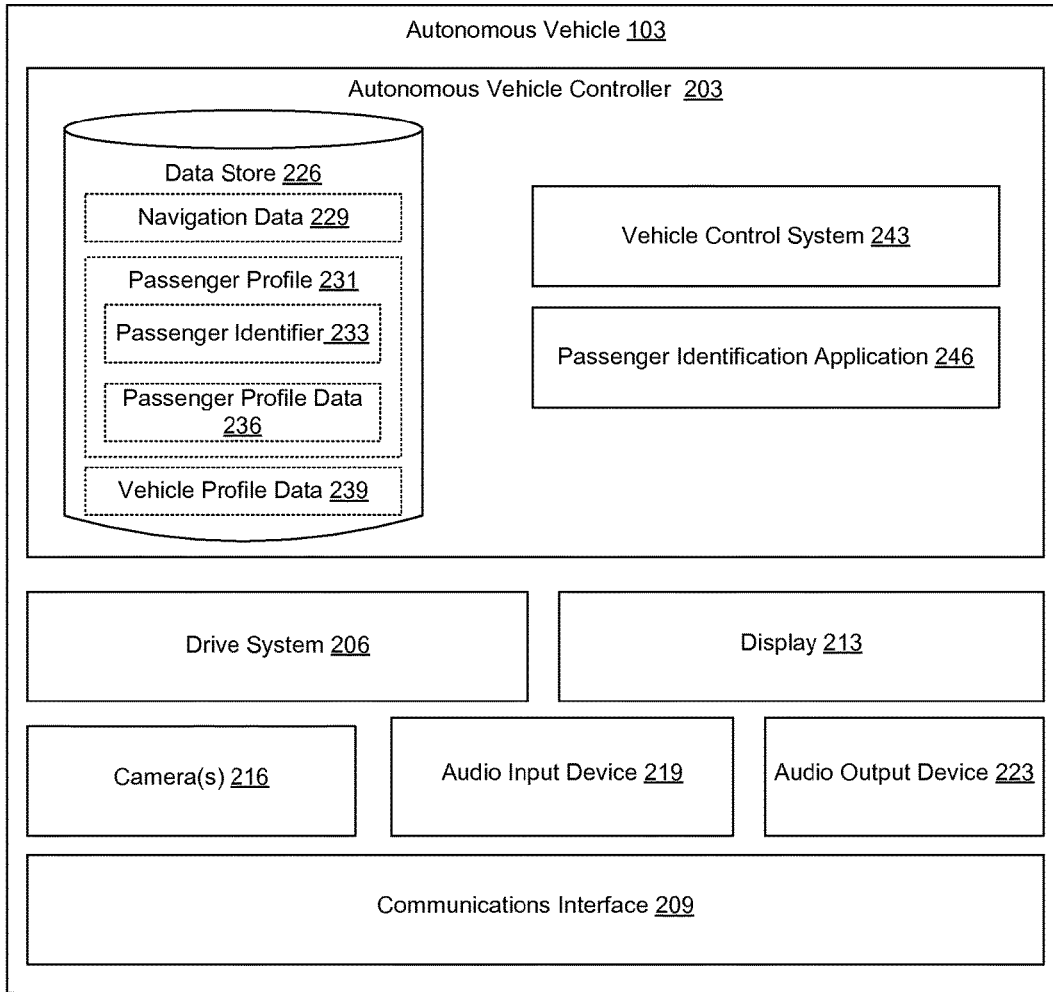 Autonomous Vehicle 103
Autonomous Vehicle Controller 203
Data Store 226
Navigation Data 229
Passenger Profile 231
Passenger Identifier 233
Passenger Profile Data
236
Vehicle Profile Data 239
Vehicle Control System 243
Passenger Identification Application 246
Drive System 206
Display 213
Camera(s) 216
Audio Input Device 219
Audio Output Device 223
Communications Interface 209